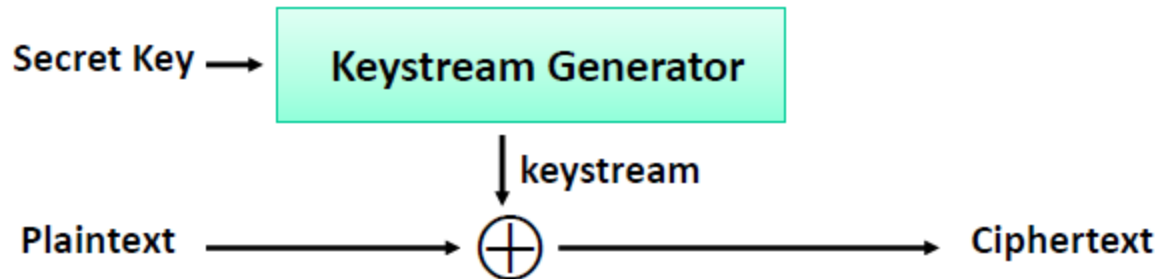 Secret Key
Keystream Generator
keystream
Plaintext
Ciphertext